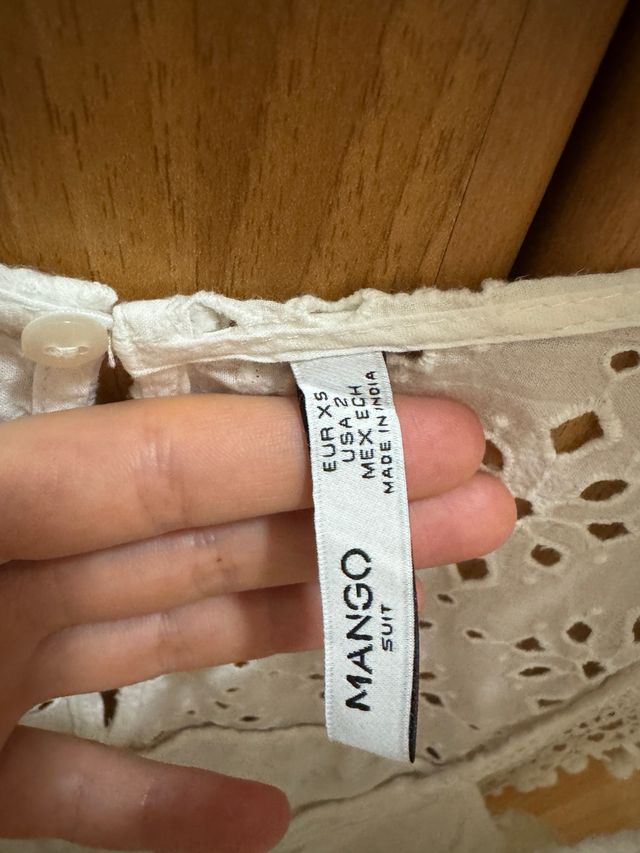 EUR XS
USA 2
MEX ECH
MADE IN INDIA
MANGO
SUIT